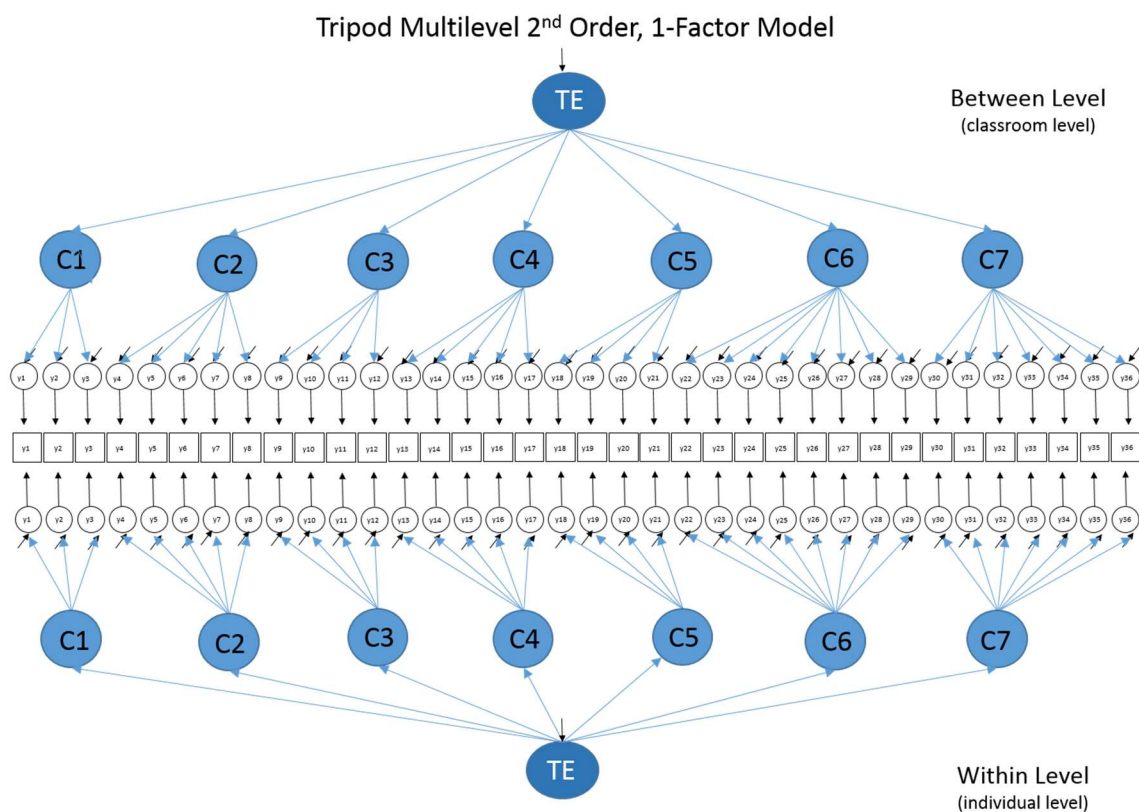 Tripod Multilevel 2nd Order, 1-Factor Model
TE
Between Level
(classroom level)
C1 C2 C3 C4 C5 C6 C7
y1 y2 y3 y4 y5 y6 y7 y8 y9 y10 y11 y12 y13 y14 y15 y16 y17 y18 y19 y20 y21 y22 y23 y24 y25 y26 y27 y28 y29 y30 y31 y32 y33 y34 y35 y36
y1 y2 y3 y4 y5 y6 y7 y8 y9 y10 y11 y12 y13 y14 y15 y16 y17 y18 y19 y20 y21 y22 y23 y24 y25 y26 y27 y28 y29 y30 y31 y32 y33 y34 y35 y36
y1 y2 y3 y4 y5 y6 y7 y8 y9 y10 y11 y12 y13 y14 y15 y16 y17 y18 y19 y20 y21 y22 y23 y24 y25 y26 y27 y28 y29 y30 y31 y32 y33 y34 y35 y36
C1 C2 C3 C4 C5 C6 C7
TE
Within Level
(individual level)